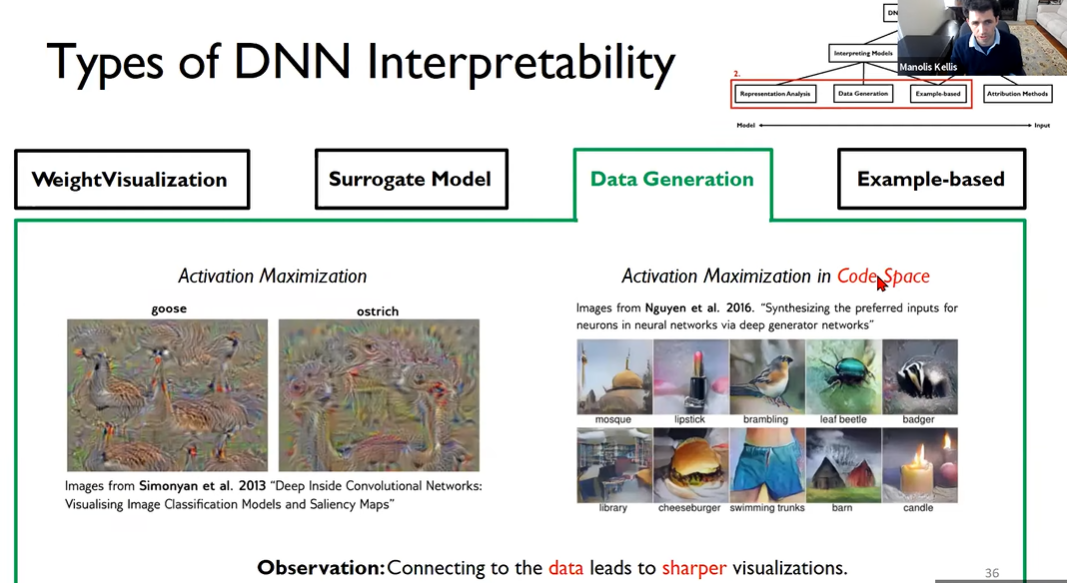 Types of DNN Interpretability
DN
Interpreting Models
Manolis Kellis
2.
Representation Analysis
Data Generation
Example-based
Attribution Methods
Model
Input
WeightVisualization
Surrogate Model
Data Generation
Example-based
Activation Maximization
goose
ostrich
Images from Simonyan et al. 2013 “Deep Inside Convolutional Networks:
Visualising Image Classification Models and Saliency Maps”
Activation Maximization in Code Space
Images from Nguyen et al. 2016. “Synthesizing the preferred inputs for
neurons in neural networks via deep generator networks”
mosque lipstick brambling leaf beetle badger
library cheeseburger swimming trunks barn candle
Observation: Connecting to the data leads to sharper visualizations.
36